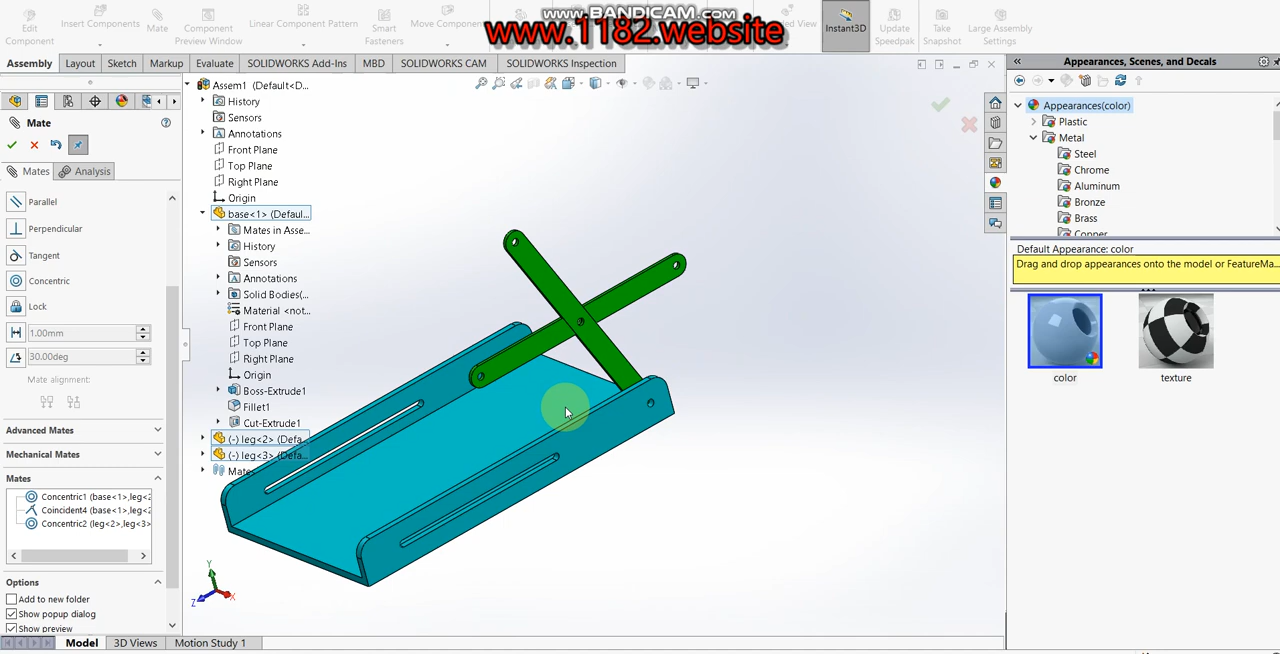 www.BANDICAM.com
www.1182.website
Edit
Component
Insert Components
Mate
Component
Preview Window
Linear Component Pattern
Smart
Fasteners
Move Component
View
Instant3D
Update
Speedpak
Take
Snapshot
Large Assembly
Settings
Assembly
Layout
Sketch
Markup
Evaluate
SOLIDWORKS Add-Ins
MBD
SOLIDWORKS CAM
SOLIDWORKS Inspection
Mate
Mates
Analysis
Parallel
Perpendicular
Tangent
Concentric
Lock
1.00mm
30.00deg
Mate alignment:
Advanced Mates
Mechanical Mates
Mates
Concentric1 (base<1>,leg<2
Coincident4 (base<1>,leg<2
Concentric2 (leg<2>,leg<3>
Options
Add to new folder
Show popup dialog
Show preview
Assem1 (Default<D...
History
Sensors
Annotations
Front Plane
Top Plane
Right Plane
Origin
base<1> (Defaul...
Mates in Asse...
History
Sensors
Annotations
Solid Bodies(...
Material <not...
Front Plane
Top Plane
Right Plane
Origin
Boss-Extrude1
Fillet1
Cut-Extrude1
(-) leg<2> (Defa...
(-) leg<3> (Defa...
Mates
Y
X
Z
Model
3D Views
Motion Study 1
Appearances, Scenes, and Decals
Appearances(color)
Plastic
Metal
Steel
Chrome
Aluminum
Bronze
Brass
Copper
Default Appearance: color
Drag and drop appearances onto the model or FeatureMa...
color
texture